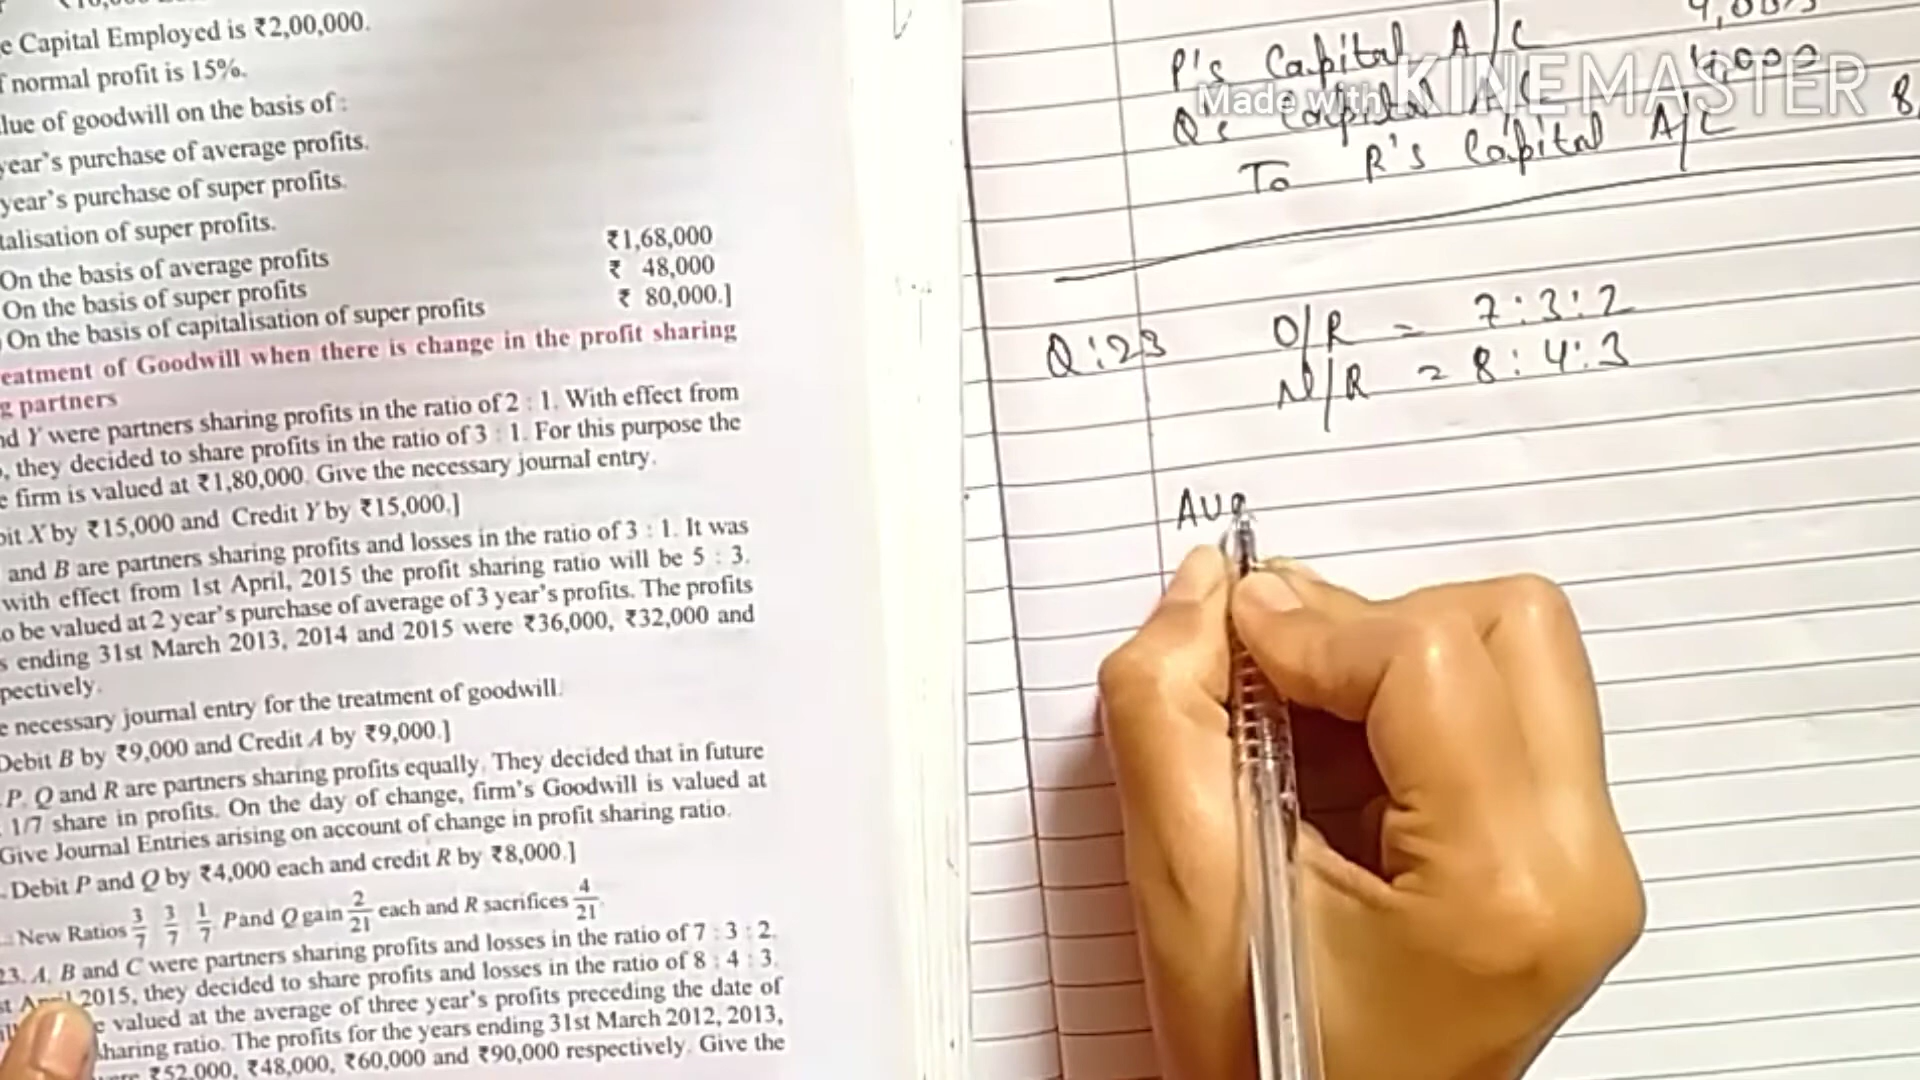 e Capital Employed is ₹2,00,000.
f normal profit is 15%.
lue of goodwill on the basis of :
year's purchase of average profits.
year's purchase of super profits.
talisation of super profits.
On the basis of average profits ₹1,68,000
On the basis of super profits ₹ 48,000
On the basis of capitalisation of super profits ₹ 80,000.]
eatment of Goodwill when there is change in the profit sharing
g partners
nd Y were partners sharing profits in the ratio of 2 : 1. With effect from
, they decided to share profits in the ratio of 3 : 1. For this purpose the
e firm is valued at ₹1,80,000. Give the necessary journal entry.
bit X by ₹15,000 and Credit Y by ₹15,000.]
and B are partners sharing profits and losses in the ratio of 3 : 1. It was
with effect from 1st April, 2015 the profit sharing ratio will be 5 : 3.
o be valued at 2 year's purchase of average of 3 year's profits. The profits
s ending 31st March 2013, 2014 and 2015 were ₹36,000, ₹32,000 and
pectively.
e necessary journal entry for the treatment of goodwill.
Debit B by ₹9,000 and Credit A by ₹9,000.]
P, Q and R are partners sharing profits equally. They decided that in future
1/7 share in profits. On the day of change, firm's Goodwill is valued at
Give Journal Entries arising on account of change in profit sharing ratio.
Debit P and Q by ₹4,000 each and credit R by ₹8,000.]
New Ratios 3/7 3/7 1/7 P and Q gain 2/21 each and R sacrifices 4/21.
23. A, B and C were partners sharing profits and losses in the ratio of 7 : 3 : 2.
st April 2015, they decided to share profits and losses in the ratio of 8 : 4 : 3.
e valued at the average of three year's profits preceding the date of
sharing ratio. The profits for the years ending 31st March 2012, 2013,
₹52,000, ₹48,000, ₹60,000 and ₹90,000 respectively. Give the
P's Capital A/C 4,000
Q's Capital A/C
To R's Capital A/C 8,
Made with KINEMASTER
Q:23 O/R = 7:3:2
N/R = 8:4:3
AVG